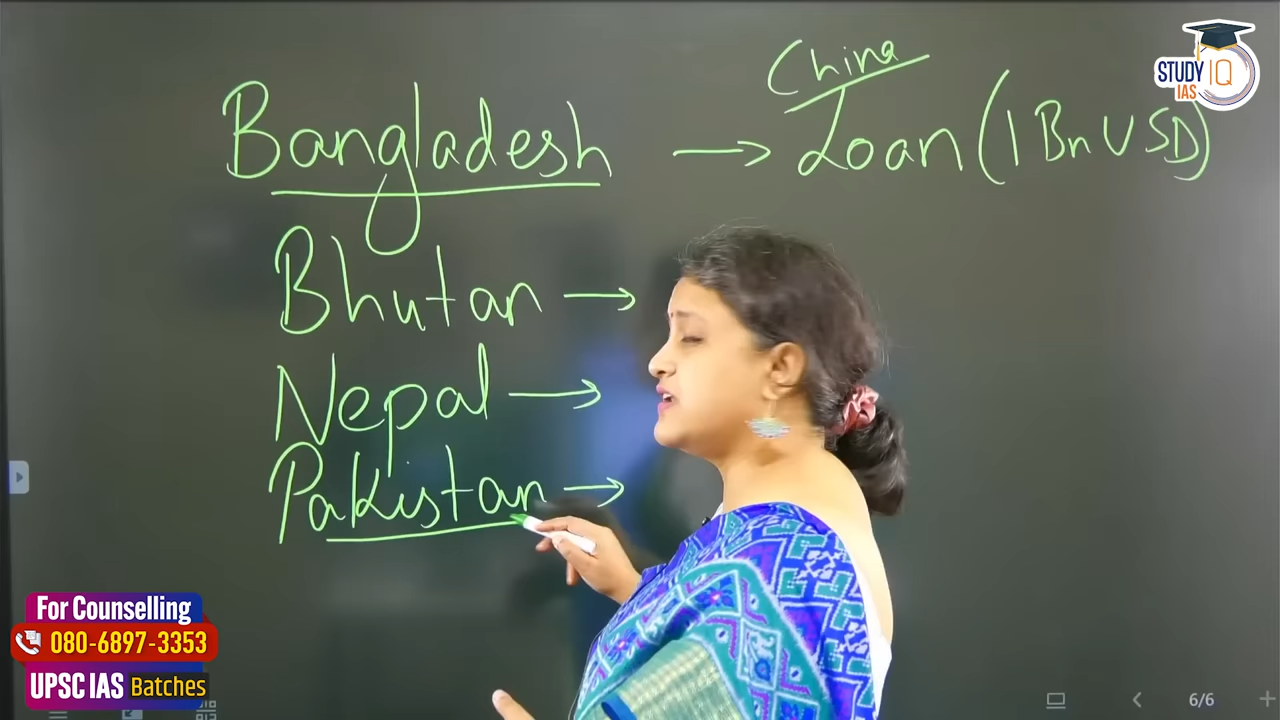 China
Bangladesh → Loan (1 Bn USD)
Bhutan →
Nepal →
Pakistan →
STUDY IQ
IAS
For Counselling
080-6897-3353
UPSC IAS Batches
6/6